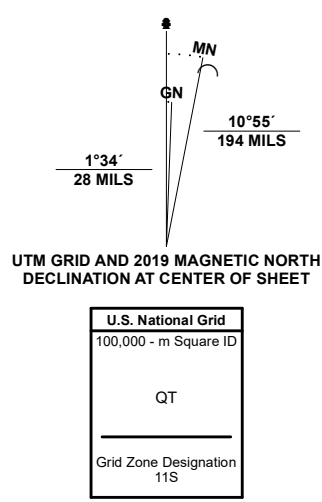 MN
GN
10°55´
194 MILS
1°34´
28 MILS
UTM GRID AND 2019 MAGNETIC NORTH
DECLINATION AT CENTER OF SHEET
U.S. National Grid
100,000 - m Square ID
QT
Grid Zone Designation
11S